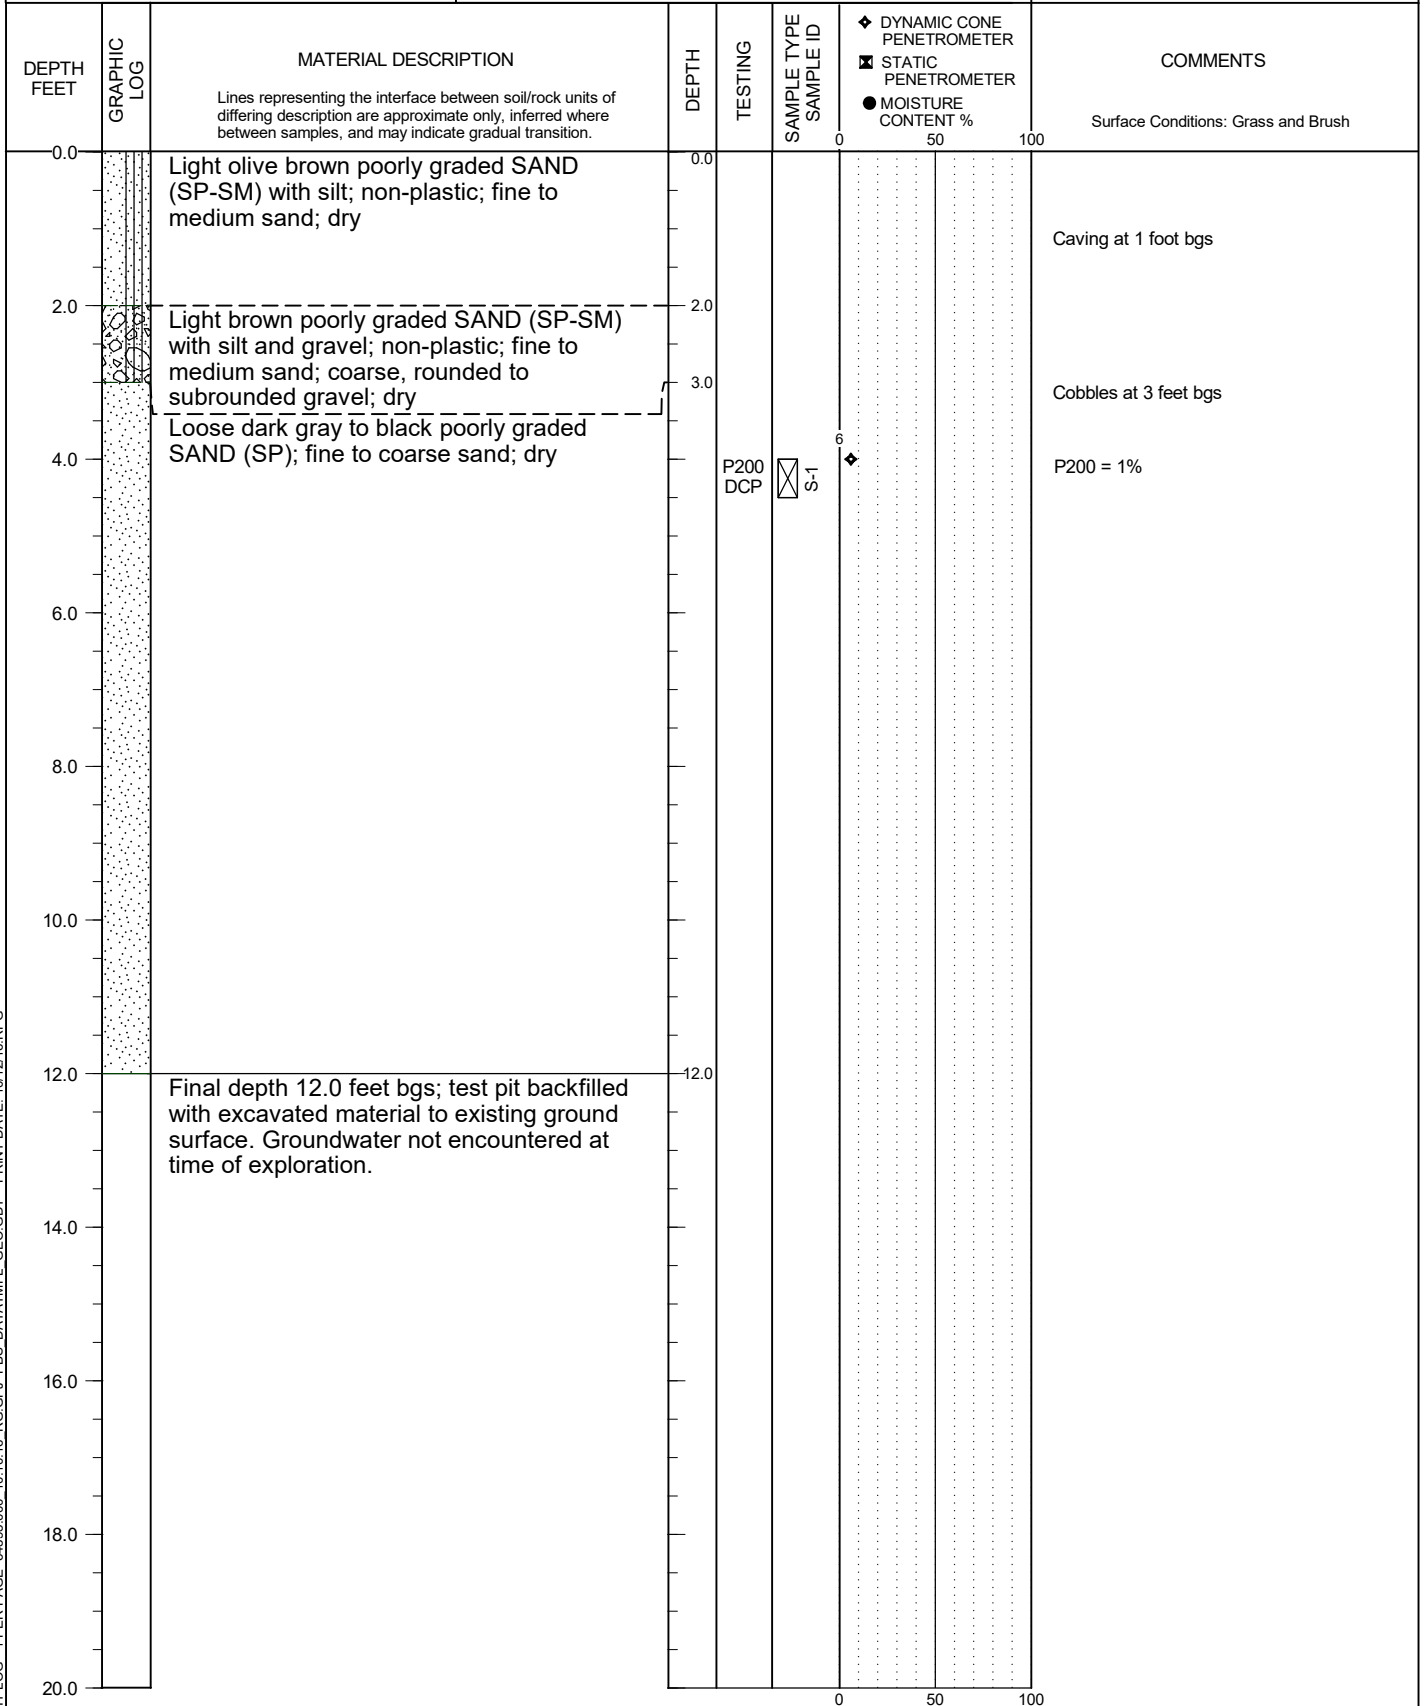 DEPTH
FEET
GRAPHIC
LOG
MATERIAL DESCRIPTION
Lines representing the interface between soil/rock units of
differing description are approximate only, inferred where
between samples, and may indicate gradual transition.
DEPTH
TESTING
SAMPLE TYPE
SAMPLE ID
DYNAMIC CONE
PENETROMETER
STATIC
PENETROMETER
MOISTURE
CONTENT %
0 50 100
COMMENTS
Surface Conditions: Grass and Brush
0.0
Light olive brown poorly graded SAND
(SP-SM) with silt; non-plastic; fine to
medium sand; dry
0.0
Caving at 1 foot bgs
2.0
2.0
Light brown poorly graded SAND (SP-SM)
with silt and gravel; non-plastic; fine to
medium sand; coarse, rounded to
subrounded gravel; dry
3.0
Cobbles at 3 feet bgs
Loose dark gray to black poorly graded
SAND (SP); fine to coarse sand; dry
4.0
P200
DCP
S-1
6
P200 = 1%
6.0
8.0
10.0
12.0
12.0
Final depth 12.0 feet bgs; test pit backfilled
with excavated material to existing ground
surface. Groundwater not encountered at
time of exploration.
14.0
16.0
18.0
20.0
0 50 100